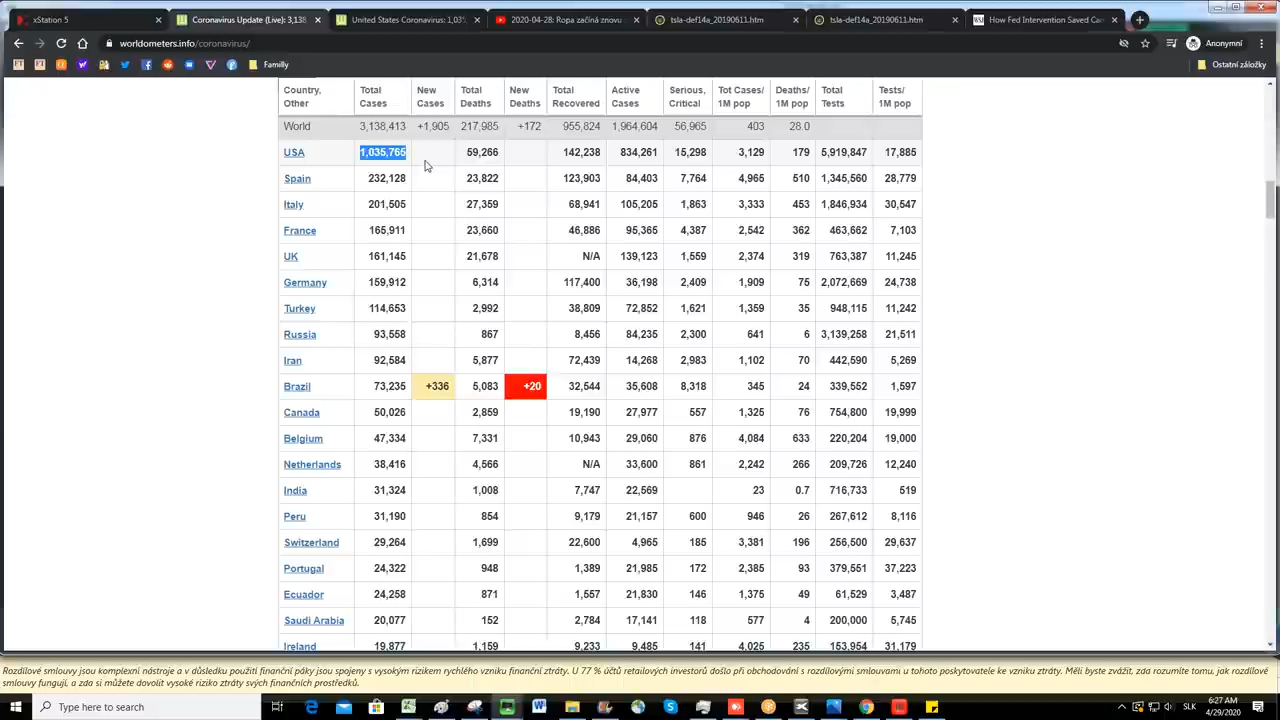 xStation 5
Coronavirus Update (Live): 3,138
United States Coronavirus: 1,035
2020-04-28: Ropa začíná znovu s
tsla-def14a_20190611.htm
tsla-def14a_20190611.htm
WSJ How Fed Intervention Saved Car
worldometers.info/coronavirus/
Anonymní
Familly
Ostatní záložky
Country, Other Total Cases New Cases Total Deaths New Deaths Total Recovered Active Cases Serious, Critical Tot Cases/ 1M pop Deaths/ 1M pop Total Tests Tests/ 1M pop
World 3,138,413 +1,905 217,985 +172 955,824 1,964,604 56,965 403 28.0
USA 1,035,765 59,266 142,238 834,261 15,298 3,129 179 5,919,847 17,885
Spain 232,128 23,822 123,903 84,403 7,764 4,965 510 1,345,560 28,779
Italy 201,505 27,359 68,941 105,205 1,863 3,333 453 1,846,934 30,547
France 165,911 23,660 46,886 95,365 4,387 2,542 362 463,662 7,103
UK 161,145 21,678 N/A 139,123 1,559 2,374 319 763,387 11,245
Germany 159,912 6,314 117,400 36,198 2,409 1,909 75 2,072,669 24,738
Turkey 114,653 2,992 38,809 72,852 1,621 1,359 35 948,115 11,242
Russia 93,558 867 8,456 84,235 2,300 641 6 3,139,258 21,511
Iran 92,584 5,877 72,439 14,268 2,983 1,102 70 442,590 5,269
Brazil 73,235 +336 5,083 +20 32,544 35,608 8,318 345 24 339,552 1,597
Canada 50,026 2,859 19,190 27,977 557 1,325 76 754,800 19,999
Belgium 47,334 7,331 10,943 29,060 876 4,084 633 220,204 19,000
Netherlands 38,416 4,566 N/A 33,600 861 2,242 266 209,726 12,240
India 31,324 1,008 7,747 22,569 23 0.7 716,733 519
Peru 31,190 854 9,179 21,157 600 946 26 267,612 8,116
Switzerland 29,264 1,699 22,600 4,965 185 3,381 196 256,500 29,637
Portugal 24,322 948 1,389 21,985 172 2,385 93 379,551 37,223
Ecuador 24,258 871 1,557 21,830 146 1,375 49 61,529 3,487
Saudi Arabia 20,077 152 2,784 17,141 118 577 4 200,000 5,745
Ireland 19,877 1,159 9,233 9,485 141 4,025 235 153,954 31,179
Rozdílové smlouvy jsou komplexní nástroje a v důsledku použití finanční páky jsou spojeny s vysokým rizikem rychlého vzniku finanční ztráty. U 77 % účtů retailových investorů došlo při obchodování s rozdílovými smlouvami u tohoto poskytovatele ke vzniku ztráty. Měli byste zvážit, zda rozumíte tomu, jak rozdílové
smlouvy fungují, a zda si můžete dovolit vysoké riziko ztráty svých finančních prostředků.
Type here to search
SLK
6:27 AM
4/29/2020